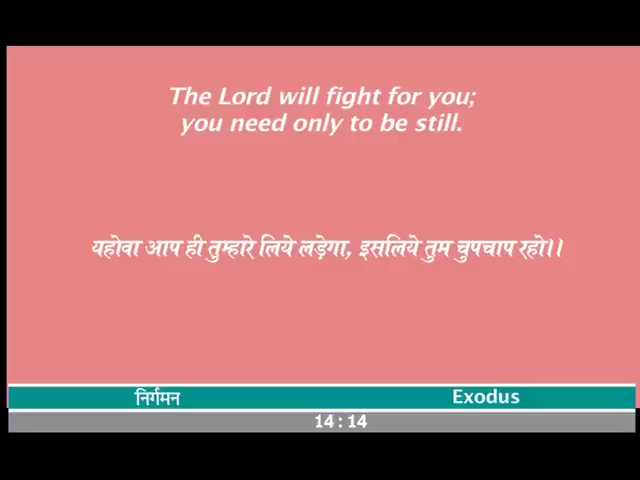 The Lord will fight for you;
you need only to be still.
यहोवा आप ही तुम्हारे लिये लड़ेगा, इसलिये तुम चुपचाप रहो।।
निर्गमन Exodus
14 : 14